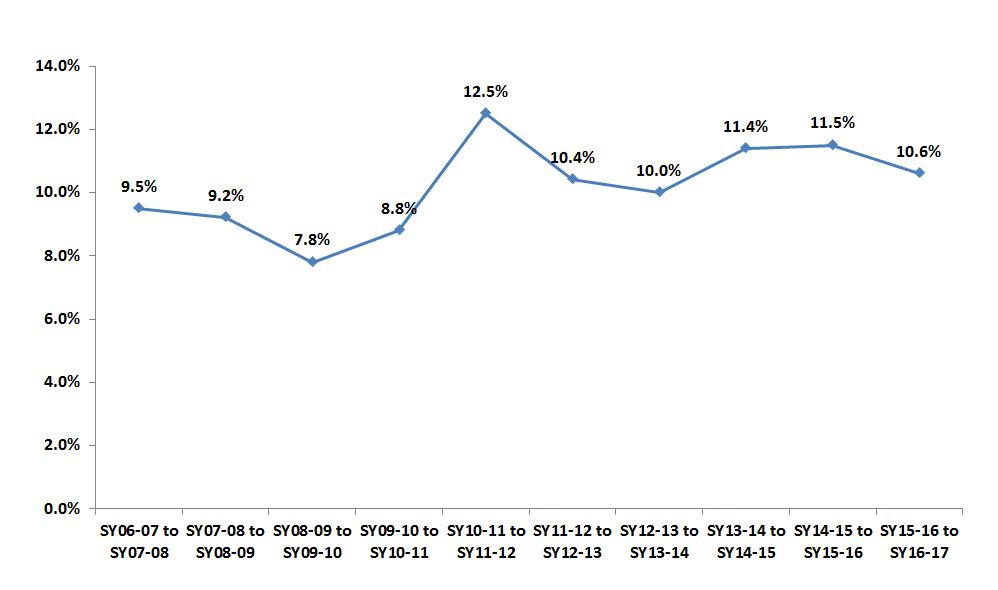 14.0%
12.0%
10.0%
8.0%
6.0%
4.0%
2.0%
0.0%
9.5%
9.2%
7.8%
8.8%
12.5%
10.4%
10.0%
11.4%
11.5%
10.6%
SY06-07 to
SY07-08
SY07-08 to
SY08-09
SY08-09 to
SY09-10
SY09-10 to
SY10-11
SY10-11 to
SY11-12
SY11-12 to
SY12-13
SY12-13 to
SY13-14
SY13-14 to
SY14-15
SY14-15 to
SY15-16
SY15-16 to
SY16-17